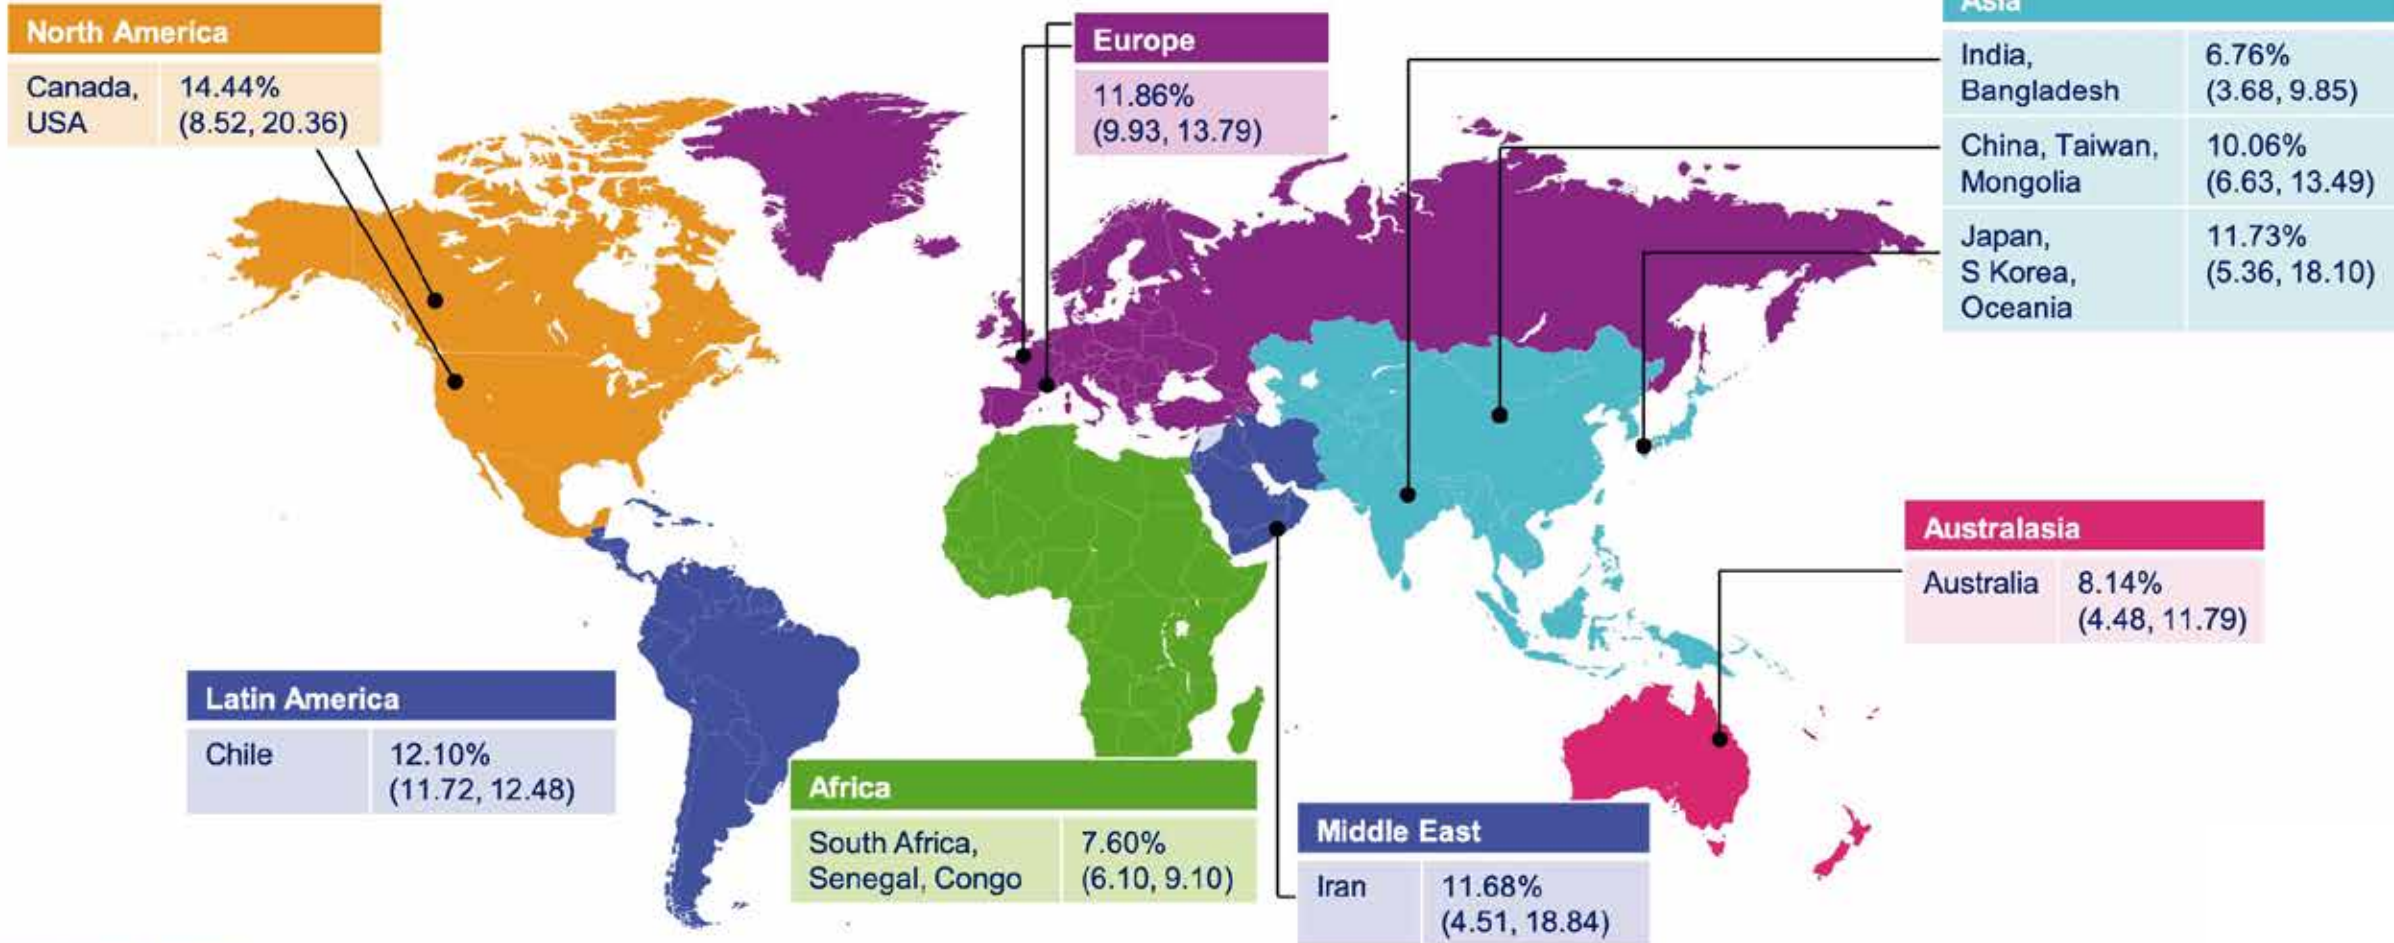 North America
Canada, 14.44%
USA (8.52, 20.36)
Europe
11.86%
(9.93, 13.79)
Asia
India, 6.76%
Bangladesh (3.68, 9.85)
China, Taiwan, 10.06%
Mongolia (6.63, 13.49)
Japan, 11.73%
S Korea, (5.36, 18.10)
Oceania
Australasia
Australia 8.14%
(4.48, 11.79)
Latin America
Chile 12.10%
(11.72, 12.48)
Africa
South Africa, 7.60%
Senegal, Congo (6.10, 9.10)
Middle East
Iran 11.68%
(4.51, 18.84)